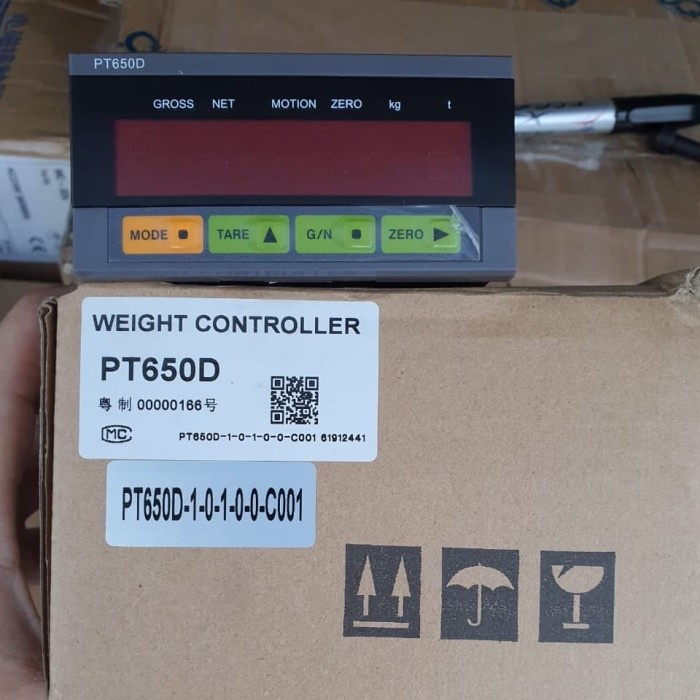 PT650D
GROSS NET MOTION ZERO kg t
MODE TARE G/N ZERO
WEIGHT CONTROLLER
PT650D
粤 制 00000166号
MC
PT650D-1-0-1-0-0-C001 61912441
PT650D-1-0-1-0-0-C001